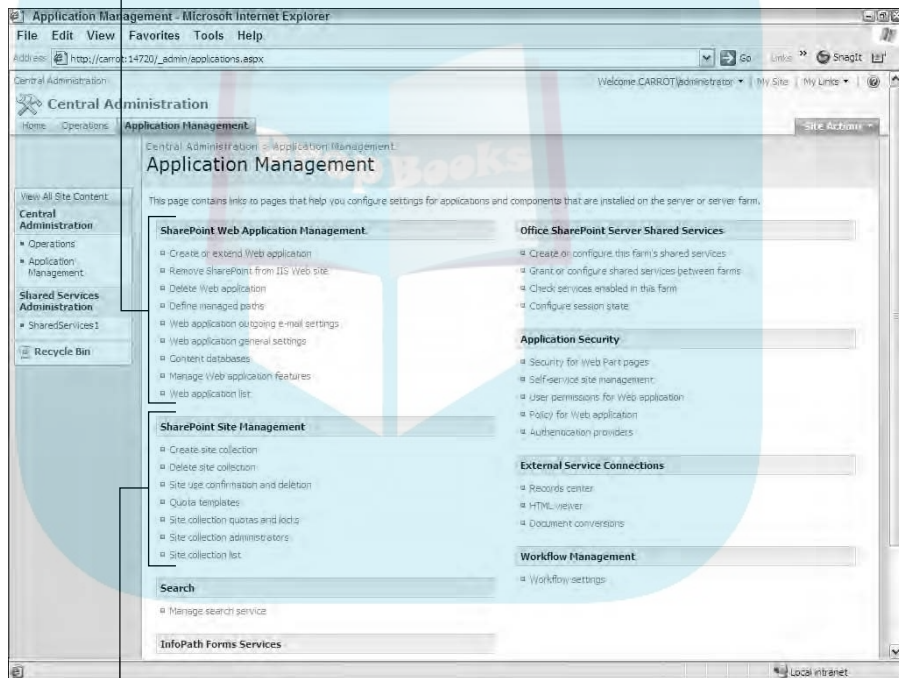 Application Management - Microsoft Internet Explorer
File Edit View Favorites Tools Help
Address http://carrot:14720/_admin/applications.aspx Go Links » SnagIt
Central Administration Welcome CARROT\administrator My Site My Links
Central Administration
Home Operations Application Management Site Actions
Central Administration > Application Management
Application Management
This page contains links to pages that help you configure settings for applications and components that are installed on the server or server farm.
View All Site Content
Central Administration
Operations
Application Management
Shared Services Administration
SharedServices1
Recycle Bin
SharePoint Web Application Management
Create or extend Web application
Remove SharePoint from IIS Web site
Delete Web application
Define managed paths
Web application outgoing e-mail settings
Web application general settings
Content databases
Manage Web application features
Web application list
SharePoint Site Management
Create site collection
Delete site collection
Site use confirmation and deletion
Quota templates
Site collection quotas and locks
Site collection administrators
Site collection list
Search
Manage search service
InfoPath Forms Services
Office SharePoint Server Shared Services
Create or configure this farm's shared services
Grant or configure shared services between farms
Check services enabled in this farm
Configure session state
Application Security
Security for Web Part pages
Self-service site management
User permissions for Web application
Policy for Web application
Authentication providers
External Service Connections
Records center
HTML viewer
Document conversions
Workflow Management
Workflow settings
Local intranet
Books